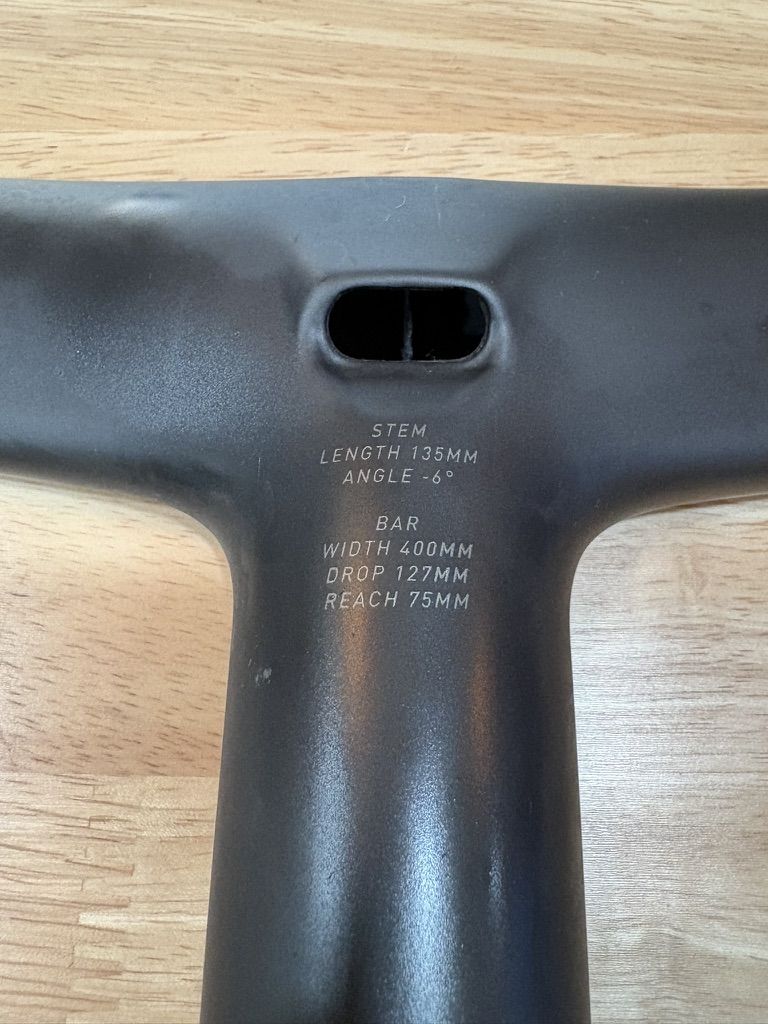 STEM
LENGTH 135MM
ANGLE -6°
BAR
WIDTH 400MM
DROP 127MM
REACH 75MM